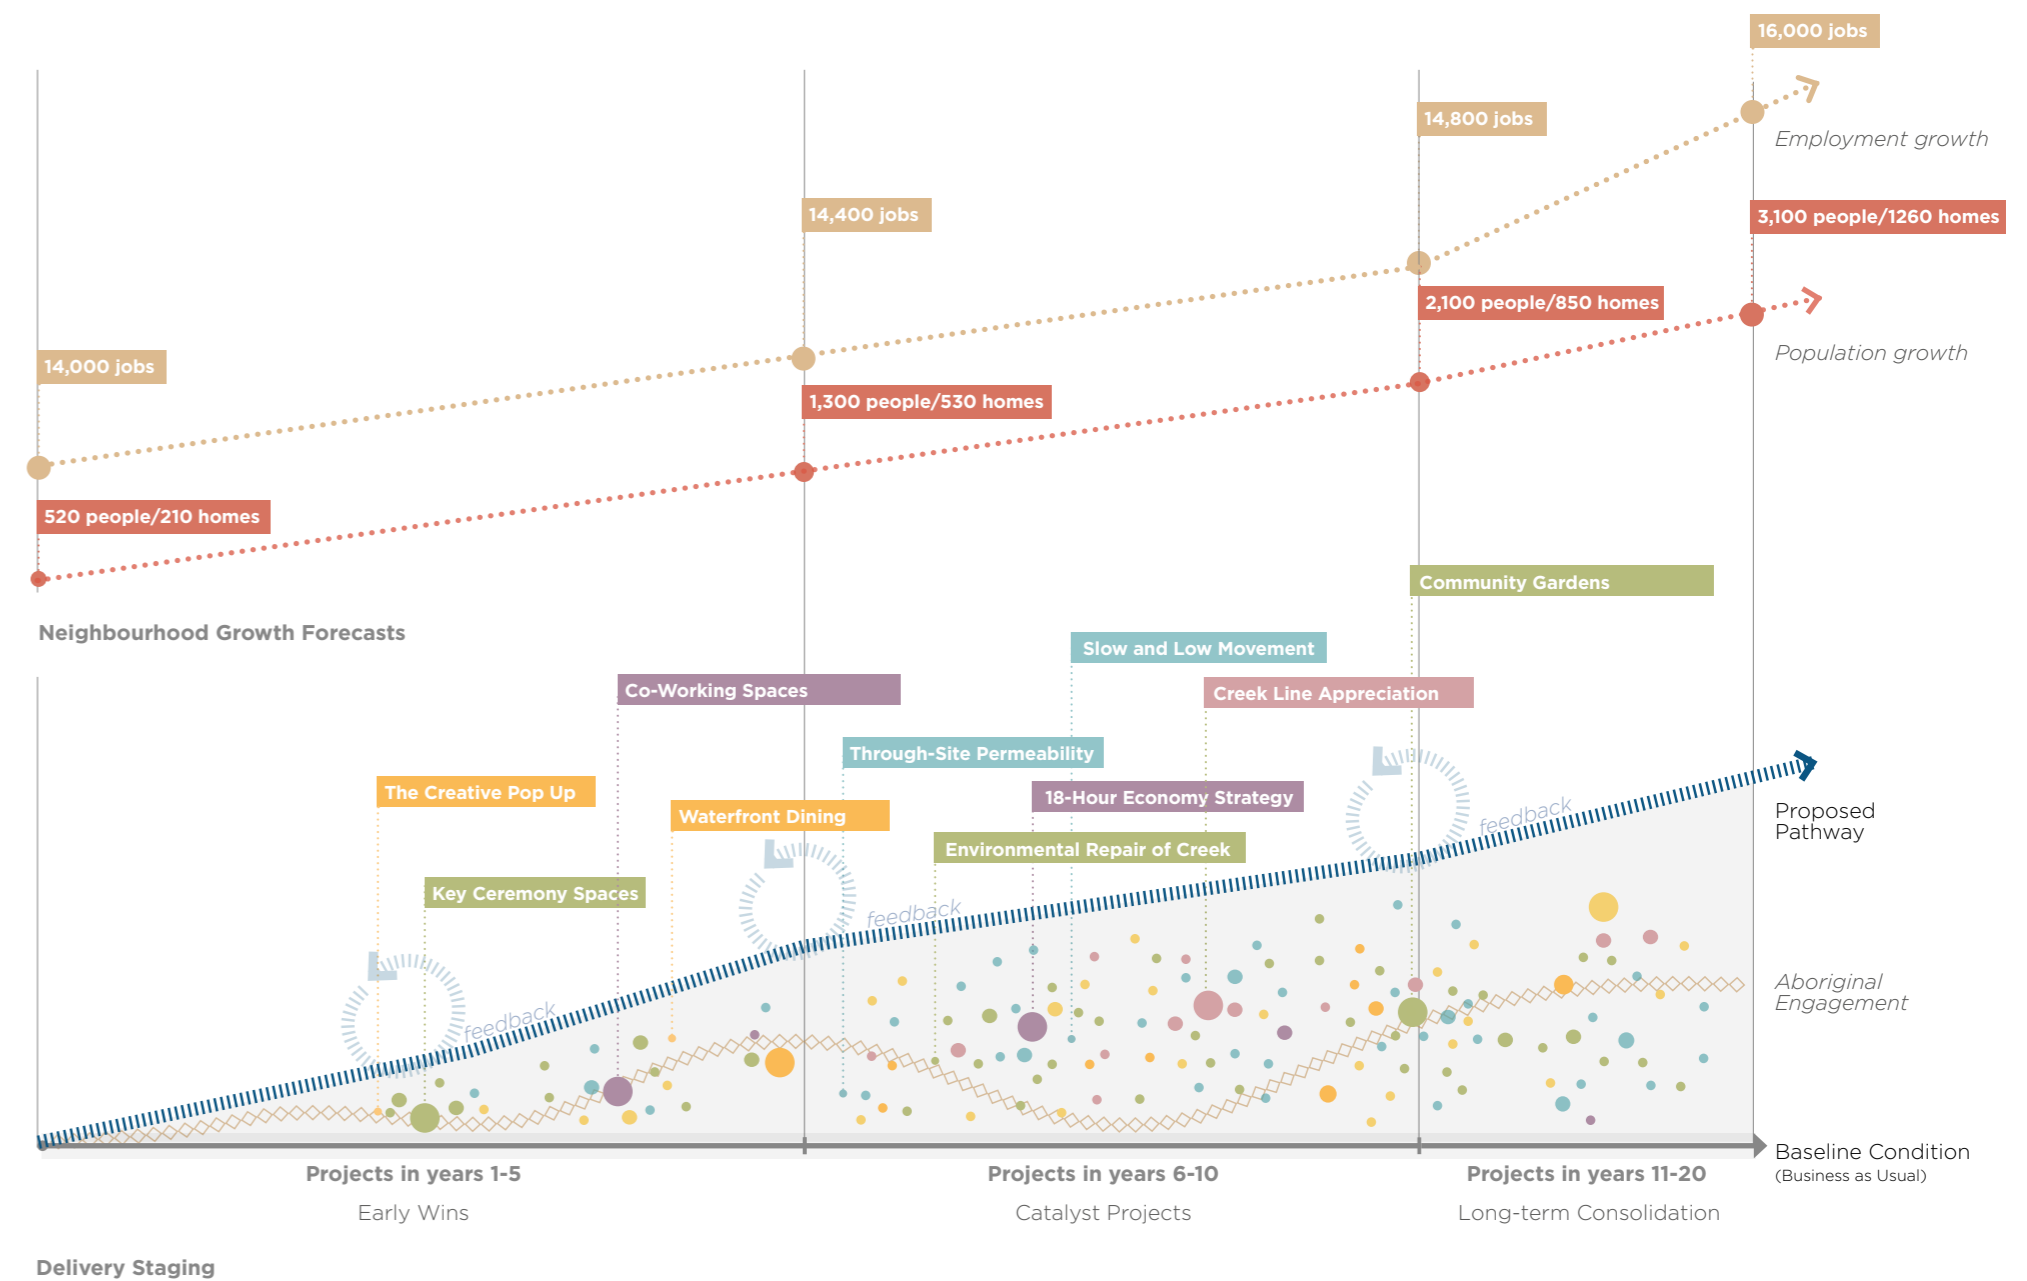 16,000 jobs
14,800 jobs
Employment growth
14,400 jobs
3,100 people/1260 homes
2,100 people/850 homes
14,000 jobs
Population growth
1,300 people/530 homes
520 people/210 homes
Community Gardens
Neighbourhood Growth Forecasts
Slow and Low Movement
Co-Working Spaces
Creek Line Appreciation
Through-Site Permeability
The Creative Pop Up
18-Hour Economy Strategy
Waterfront Dining
feedback
Proposed
Pathway
Environmental Repair of Creek
Key Ceremony Spaces
feedback
Aboriginal
Engagement
feedback
Baseline Condition
(Business as Usual)
Projects in years 1-5
Projects in years 6-10
Projects in years 11-20
Early Wins
Catalyst Projects
Long-term Consolidation
Delivery Staging